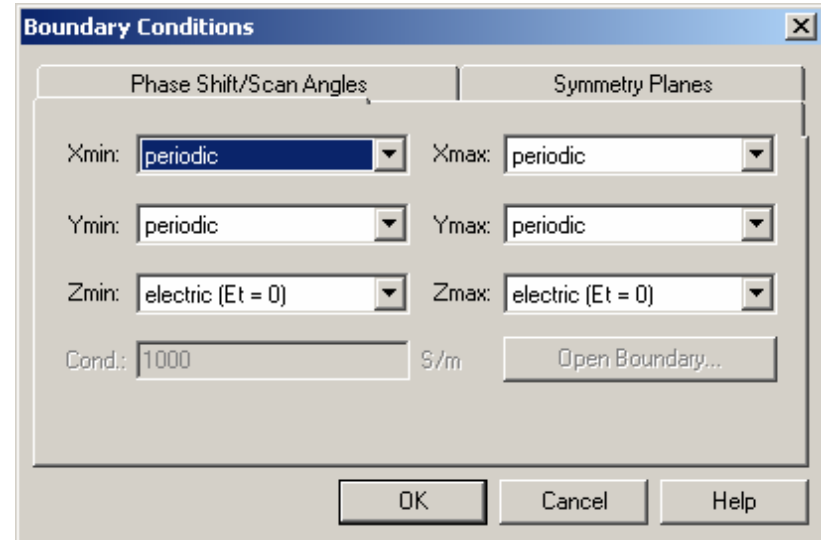 Boundary Conditions
Phase Shift/Scan Angles Symmetry Planes
Xmin: periodic Xmax: periodic
Ymin: periodic Ymax: periodic
Zmin: electric (Et = 0) Zmax: electric (Et = 0)
Cond.: 1000 S/m Open Boundary...
OK Cancel Help